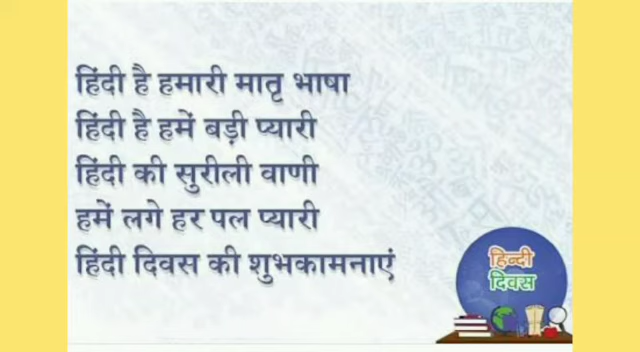 हिंदी है हमारी मातृ भाषा
हिंदी है हमें बड़ी प्यारी
हिंदी की सुरीली वाणी
हमें लगे हर पल प्यारी
हिंदी दिवस की शुभकामनाएं
हिन्दी
दिवस